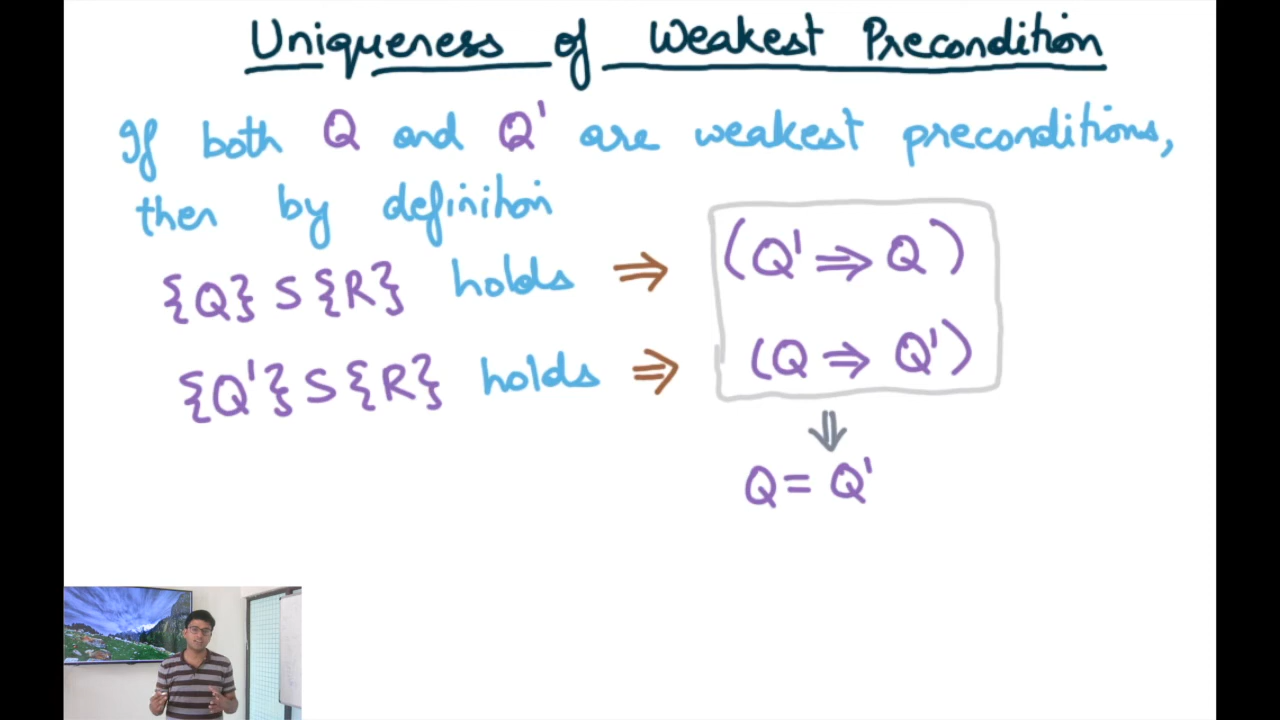 Uniqueness of Weakest Precondition
If both Q and Q' are weakest preconditions,
then by definition
{Q} S {R} holds ⇒ (Q' ⇒ Q)
{Q'} S {R} holds ⇒ (Q ⇒ Q')
⇓
Q = Q'